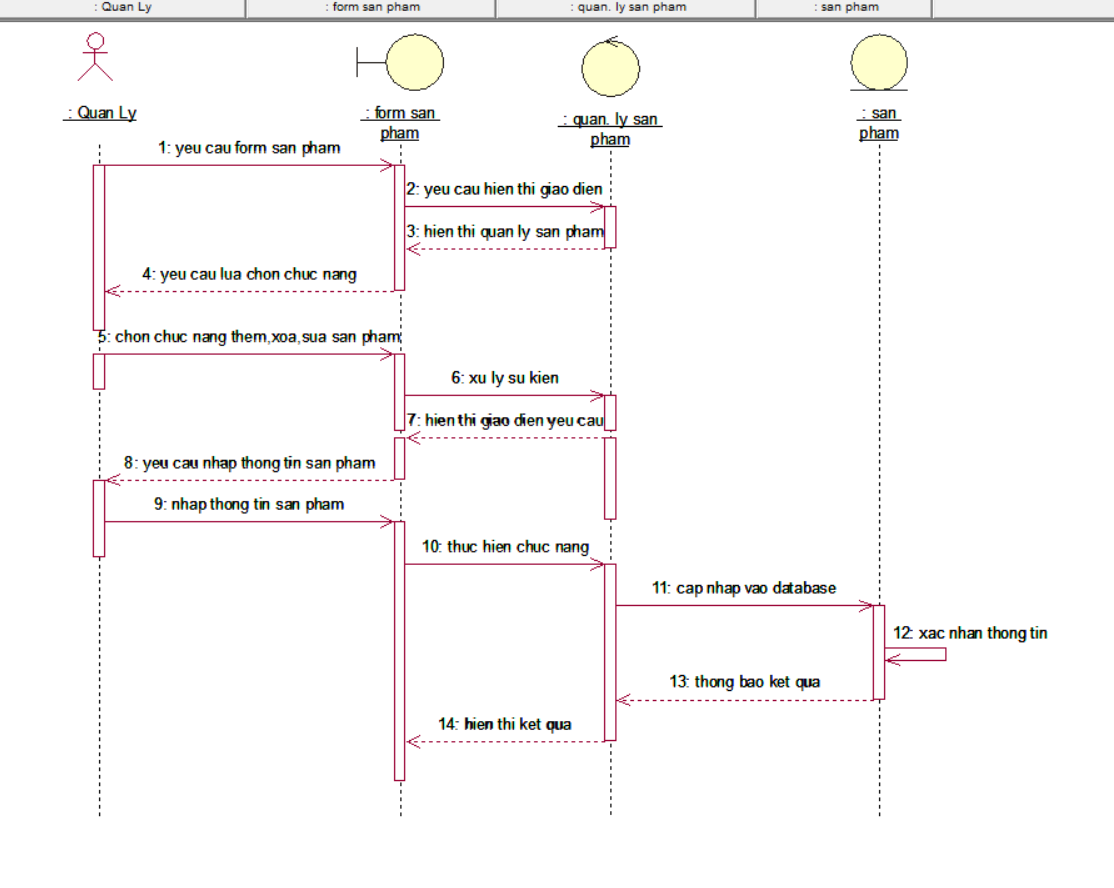 : Quan Ly
: form san pham
: quan. ly san pham
: san pham
: Quan Ly
: form san
pham
: quan. ly san
pham
: san
pham
1: yeu cau form san pham
2: yeu cau hien thi giao dien
3: hien thi quan ly san pham
4: yeu cau lua chon chuc nang
5: chon chuc nang them,xoa,sua san pham
6: xu ly su kien
7: hien thi giao dien yeu cau
8: yeu cau nhap thong tin san pham
9: nhap thong tin san pham
10: thuc hien chuc nang
11: cap nhap vao database
12: xac nhan thong tin
13: thong bao ket qua
14: hien thi ket qua